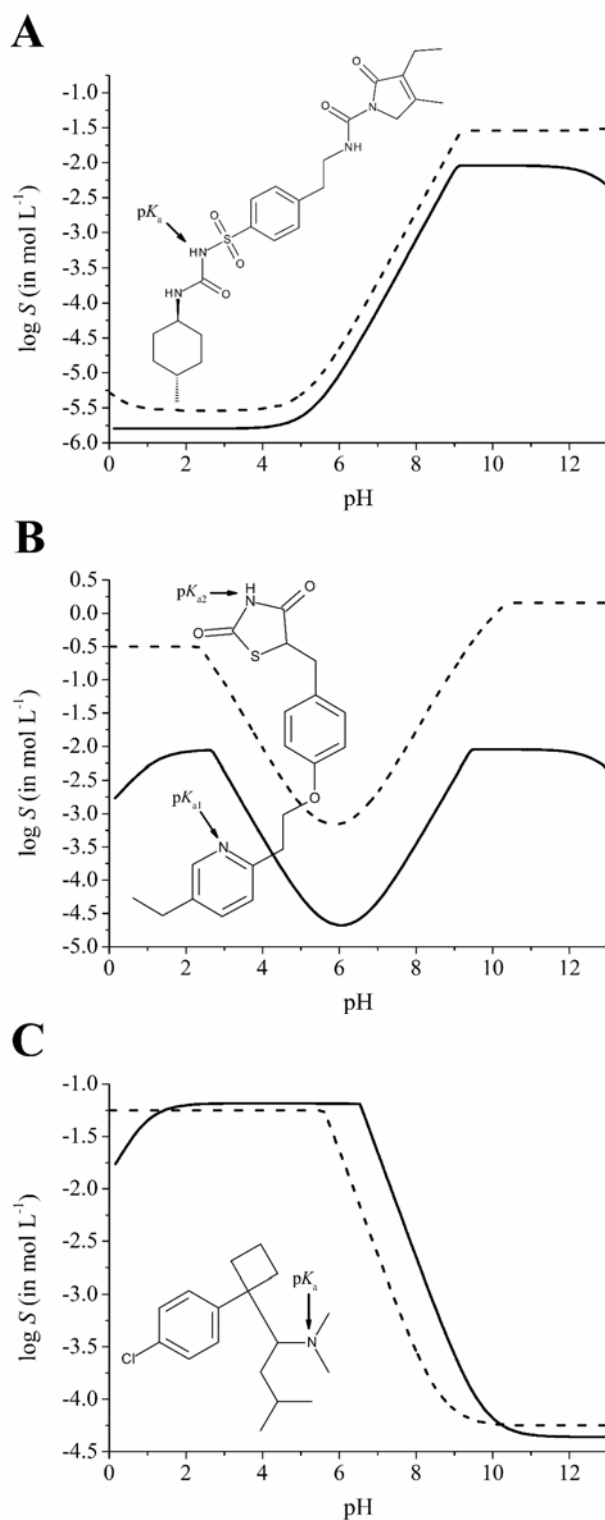 A
-1.0
-1.5
-2.0
-2.5
-3.0
-3.5
-4.0
-4.5
-5.0
-5.5
-6.0
log S (in mol L⁻¹)
0 2 4 6 8 10 12
pH
pKₐ
O
N
O
NH
O
S
O
HN
HN
O
B
0.5
0.0
-0.5
-1.0
-1.5
-2.0
-2.5
-3.0
-3.5
-4.0
-4.5
-5.0
log S (in mol L⁻¹)
0 2 4 6 8 10 12
pH
pKₐ₂
H
N
O
O
S
O
pKₐ₁
N
C
-1.0
-1.5
-2.0
-2.5
-3.0
-3.5
-4.0
-4.5
log S (in mol L⁻¹)
0 2 4 6 8 10 12
pH
pKₐ
N
Cl